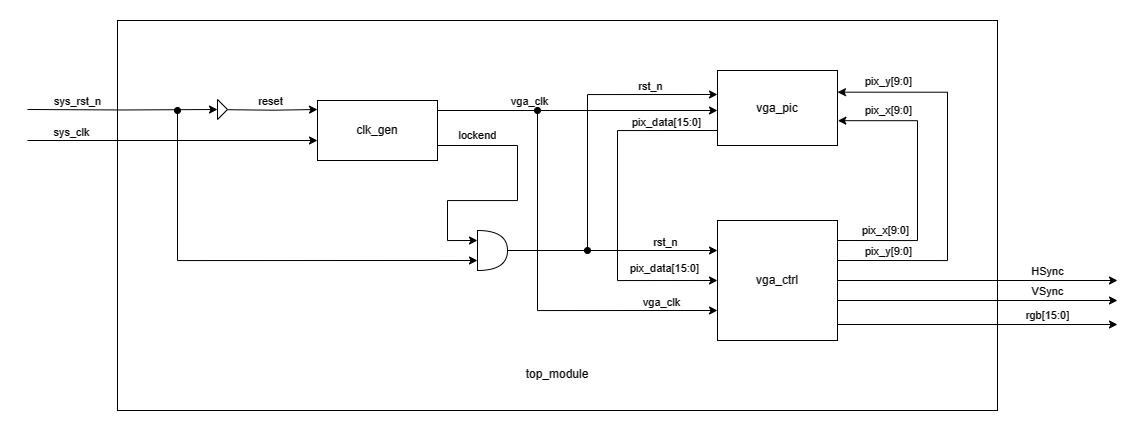 sys_rst_n
reset
sys_clk
clk_gen
vga_clk
lockend
rst_n
pix_data[15:0]
vga_pic
pix_y[9:0]
pix_x[9:0]
rst_n
pix_data[15:0]
vga_clk
vga_ctrl
pix_x[9:0]
pix_y[9:0]
HSync
VSync
rgb[15:0]
top_module